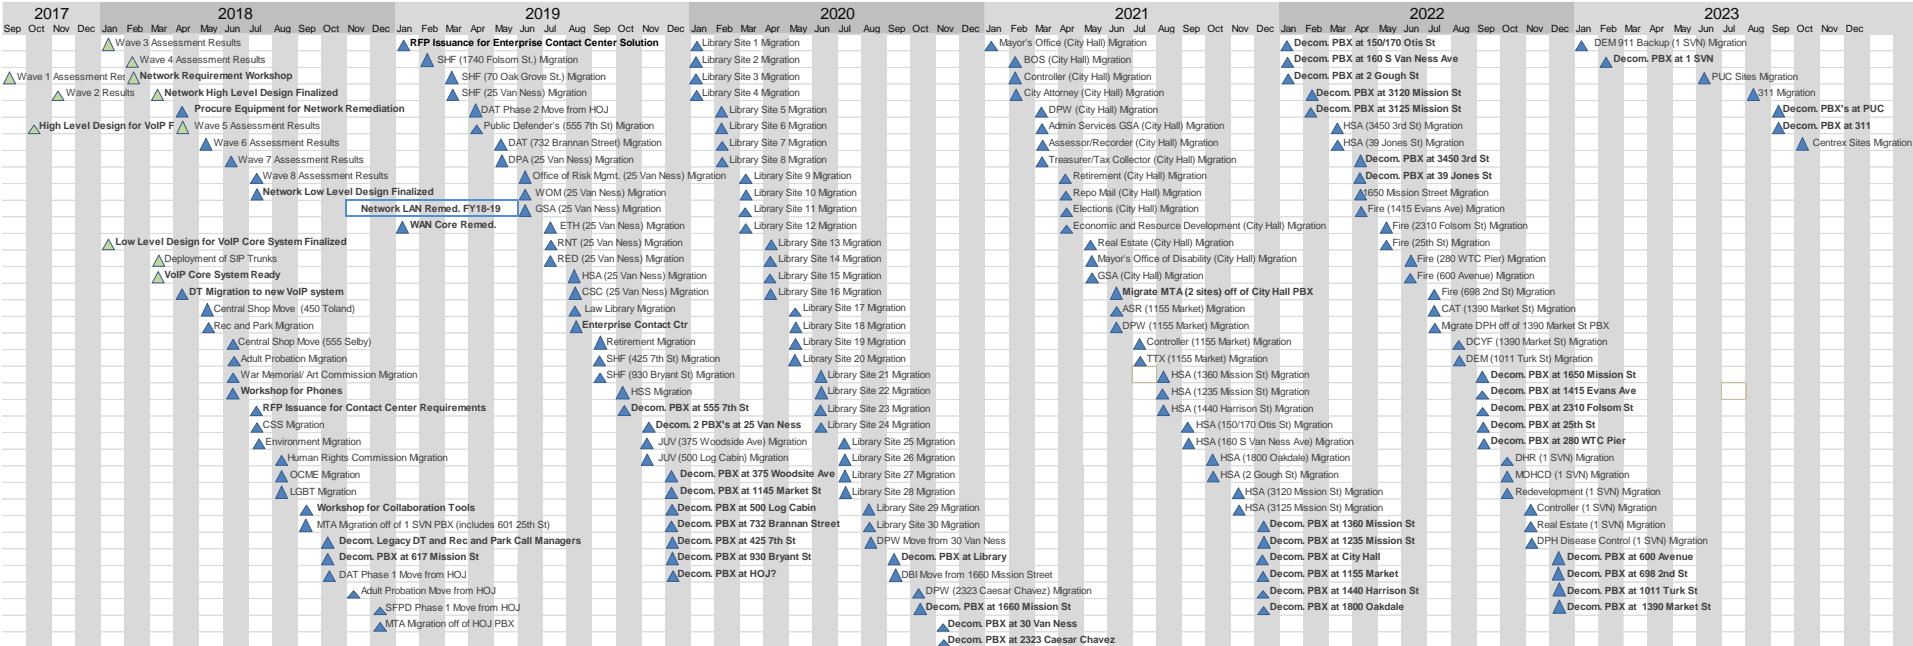 2017 2018 2019 2020 2021 2022 2023
Sep Oct Nov Dec Jan Feb Mar Apr May Jun Jul Aug Sep Oct Nov Dec Jan Feb Mar Apr May Jun Jul Aug Sep Oct Nov Dec Jan Feb Mar Apr May Jun Jul Aug Sep Oct Nov Dec Jan Feb Mar Apr May Jun Jul Aug Sep Oct Nov Dec Jan Feb Mar Apr May Jun Jul Aug Sep Oct Nov Dec Jan Feb Mar Apr May Jun Jul Aug Sep Oct Nov Dec
Wave 3 Assessment Results RFP Issuance for Enterprise Contact Center Solution Library Site 1 Migration Mayor's Office (City Hall) Migration Decom. PBX at 150/170 Otis St DEM 911 Backup (1 SVN) Migration
Wave 4 Assessment Results SHF (1740 Folsom St.) Migration Library Site 2 Migration BOS (City Hall) Migration Decom. PBX at 160 S Van Ness Ave Decom. PBX at 1 SVN
Wave 1 Assessment Res Network Requirement Workshop SHF (70 Oak Grove St.) Migration Library Site 3 Migration Controller (City Hall) Migration Decom. PBX at 2 Gough St PUC Sites Migration
Wave 2 Results Network High Level Design Finalized SHF (25 Van Ness) Migration Library Site 4 Migration City Attorney (City Hall) Migration Decom. PBX at 3120 Mission St 311 Migration
Procure Equipment for Network Remediation DAT Phase 2 Move from HOJ Library Site 5 Migration DPW (City Hall) Migration Decom. PBX at 3125 Mission St Decom. PBX's at PUC
High Level Design for VoIP F Wave 5 Assessment Results Public Defender's (555 7th St) Migration Library Site 6 Migration Admin Services GSA (City Hall) Migration HSA (3450 3rd St) Migration Decom. PBX at 311
Wave 6 Assessment Results DAT (732 Brannan Street) Migration Library Site 7 Migration Assessor/Recorder (City Hall) Migration HSA (39 Jones St) Migration Centrex Sites Migration
Wave 7 Assessment Results DPA (25 Van Ness) Migration Library Site 8 Migration Treasurer/Tax Collector (City Hall) Migration Decom. PBX at 3450 3rd St
Wave 8 Assessment Results Office of Risk Mgmt. (25 Van Ness) Migration Library Site 9 Migration Retirement (City Hall) Migration Decom. PBX at 39 Jones St
Network Low Level Design Finalized WOM (25 Van Ness) Migration Library Site 10 Migration Repo Mail (City Hall) Migration 1650 Mission Street Migration
Network LAN Remed. FY18-19 GSA (25 Van Ness) Migration Library Site 11 Migration Elections (City Hall) Migration Fire (1415 Evans Ave) Migration
WAN Core Remed. ETH (25 Van Ness) Migration Library Site 12 Migration Economic and Resource Development (City Hall) Migration Fire (2310 Folsom St) Migration
Low Level Design for VoIP Core System Finalized RNT (25 Van Ness) Migration Library Site 13 Migration Real Estate (City Hall) Migration Fire (25th St) Migration
Deployment of SIP Trunks RED (25 Van Ness) Migration Library Site 14 Migration Mayor's Office of Disability (City Hall) Migration Fire (280 WTC Pier) Migration
VoIP Core System Ready HSA (25 Van Ness) Migration Library Site 15 Migration GSA (City Hall) Migration Fire (600 Avenue) Migration
DT Migration to new VoIP system CSC (25 Van Ness) Migration Library Site 16 Migration Migrate MTA (2 sites) off of City Hall PBX Fire (698 2nd St) Migration
Central Shop Move (450 Toland) Law Library Migration Library Site 17 Migration ASR (1155 Market) Migration CAT (1390 Market St) Migration
Rec and Park Migration Enterprise Contact Ctr Library Site 18 Migration DPW (1155 Market) Migration Migrate DPH off of 1390 Market St PBX
Central Shop Move (555 Selby) Retirement Migration Library Site 19 Migration Controller (1155 Market) Migration DCYF (1390 Market St) Migration
Adult Probation Migration SHF (425 7th St) Migration Library Site 20 Migration TTX (1155 Market) Migration DEM (1011 Turk St) Migration
War Memorial/ Art Commission Migration SHF (930 Bryant St) Migration Library Site 21 Migration HSA (1360 Mission St) Migration Decom. PBX at 1650 Mission St
Workshop for Phones HSS Migration Library Site 22 Migration HSA (1235 Mission St) Migration Decom. PBX at 1415 Evans Ave
RFP Issuance for Contact Center Requirements Decom. PBX at 555 7th St Library Site 23 Migration HSA (1440 Harrison St) Migration Decom. PBX at 2310 Folsom St
CSS Migration Decom. 2 PBX's at 25 Van Ness Library Site 24 Migration HSA (150/170 Otis St) Migration Decom. PBX at 25th St
Environment Migration JUV (375 Woodside Ave) Migration Library Site 25 Migration HSA (160 S Van Ness Ave) Migration Decom. PBX at 280 WTC Pier
Human Rights Commission Migration JUV (500 Log Cabin) Migration Library Site 26 Migration HSA (1800 Oakdale) Migration DHR (1 SVN) Migration
OCME Migration Decom. PBX at 375 Woodsite Ave Library Site 27 Migration HSA (2 Gough St) Migration MOHCD (1 SVN) Migration
LGBT Migration Decom. PBX at 1145 Market St Library Site 28 Migration HSA (3120 Mission St) Migration Redevelopment (1 SVN) Migration
Workshop for Collaboration Tools Decom. PBX at 500 Log Cabin Library Site 29 Migration HSA (3125 Mission St) Migration Controller (1 SVN) Migration
MTA Migration off of 1 SVN PBX (includes 601 25th St) Decom. PBX at 732 Brannan Street Library Site 30 Migration Decom. PBX at 1360 Mission St Real Estate (1 SVN) Migration
Decom. Legacy DT and Rec and Park Call Managers Decom. PBX at 425 7th St DPW Move from 30 Van Ness Decom. PBX at 1235 Mission St DPH Disease Control (1 SVN) Migration
Decom. PBX at 617 Mission St Decom. PBX at 930 Bryant St Decom. PBX at Library Decom. PBX at City Hall Decom. PBX at 600 Avenue
DAT Phase 1 Move from HOJ Decom. PBX at HOJ? DBI Move from 1660 Mission Street Decom. PBX at 1155 Market Decom. PBX at 698 2nd St
Adult Probation Move from HOJ DPW (2323 Caesar Chavez) Migration Decom. PBX at 1440 Harrison St Decom. PBX at 1011 Turk St
SFPD Phase 1 Move from HOJ Decom. PBX at 1660 Mission St Decom. PBX at 1800 Oakdale Decom. PBX at 1390 Market St
MTA Migration off of HOJ PBX Decom. PBX at 30 Van Ness
Decom. PBX at 2323 Caesar Chavez